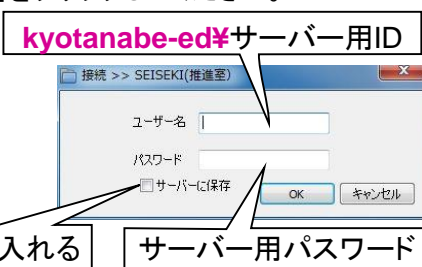 kyotanabe-ed¥サーバー用ID
接続 >> SEISEKI(推進室)
ユーザー名
パスワード
サーバーに保存
OK キャンセル
入れる
サーバー用パスワード